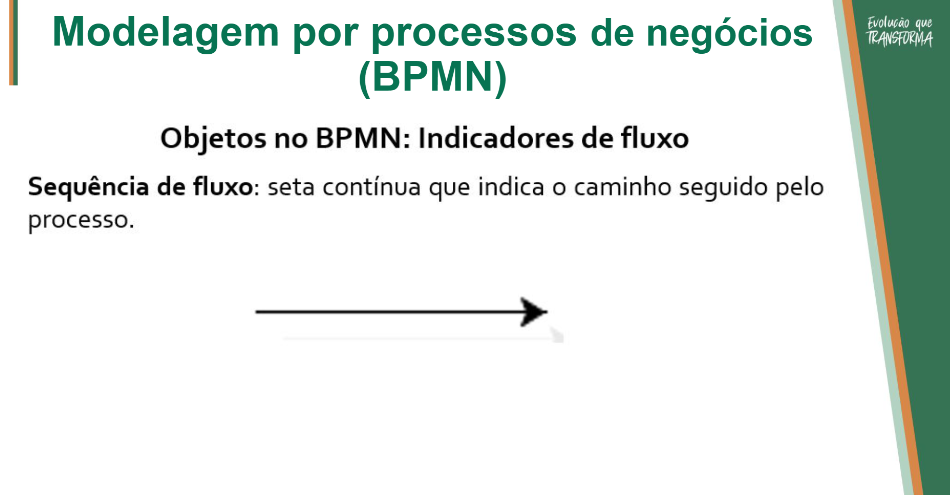 Modelagem por processos de negócios
(BPMN)
Evolução que
TRANSFORMA
Objetos no BPMN: Indicadores de fluxo
Sequência de fluxo: seta contínua que indica o caminho seguido pelo
processo.